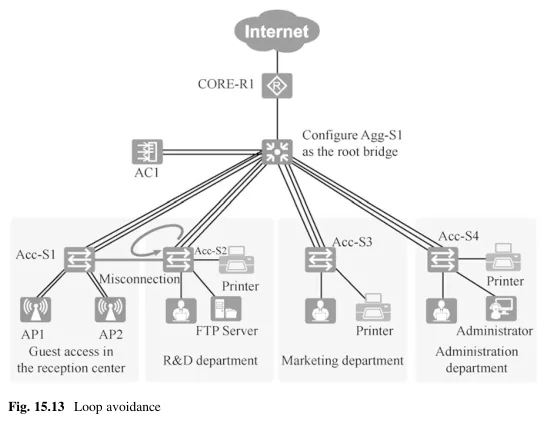 Internet
CORE-R1
R
Configure Agg-S1
as the root bridge
AC1
Acc-S1
Acc-S2
Acc-S3
Acc-S4
Misconnection
Printer
Printer
AP1
AP2
FTP Server
Printer
Administrator
Guest access in
the reception center
R&D department
Marketing department
Administration
department
Fig. 15.13 Loop avoidance